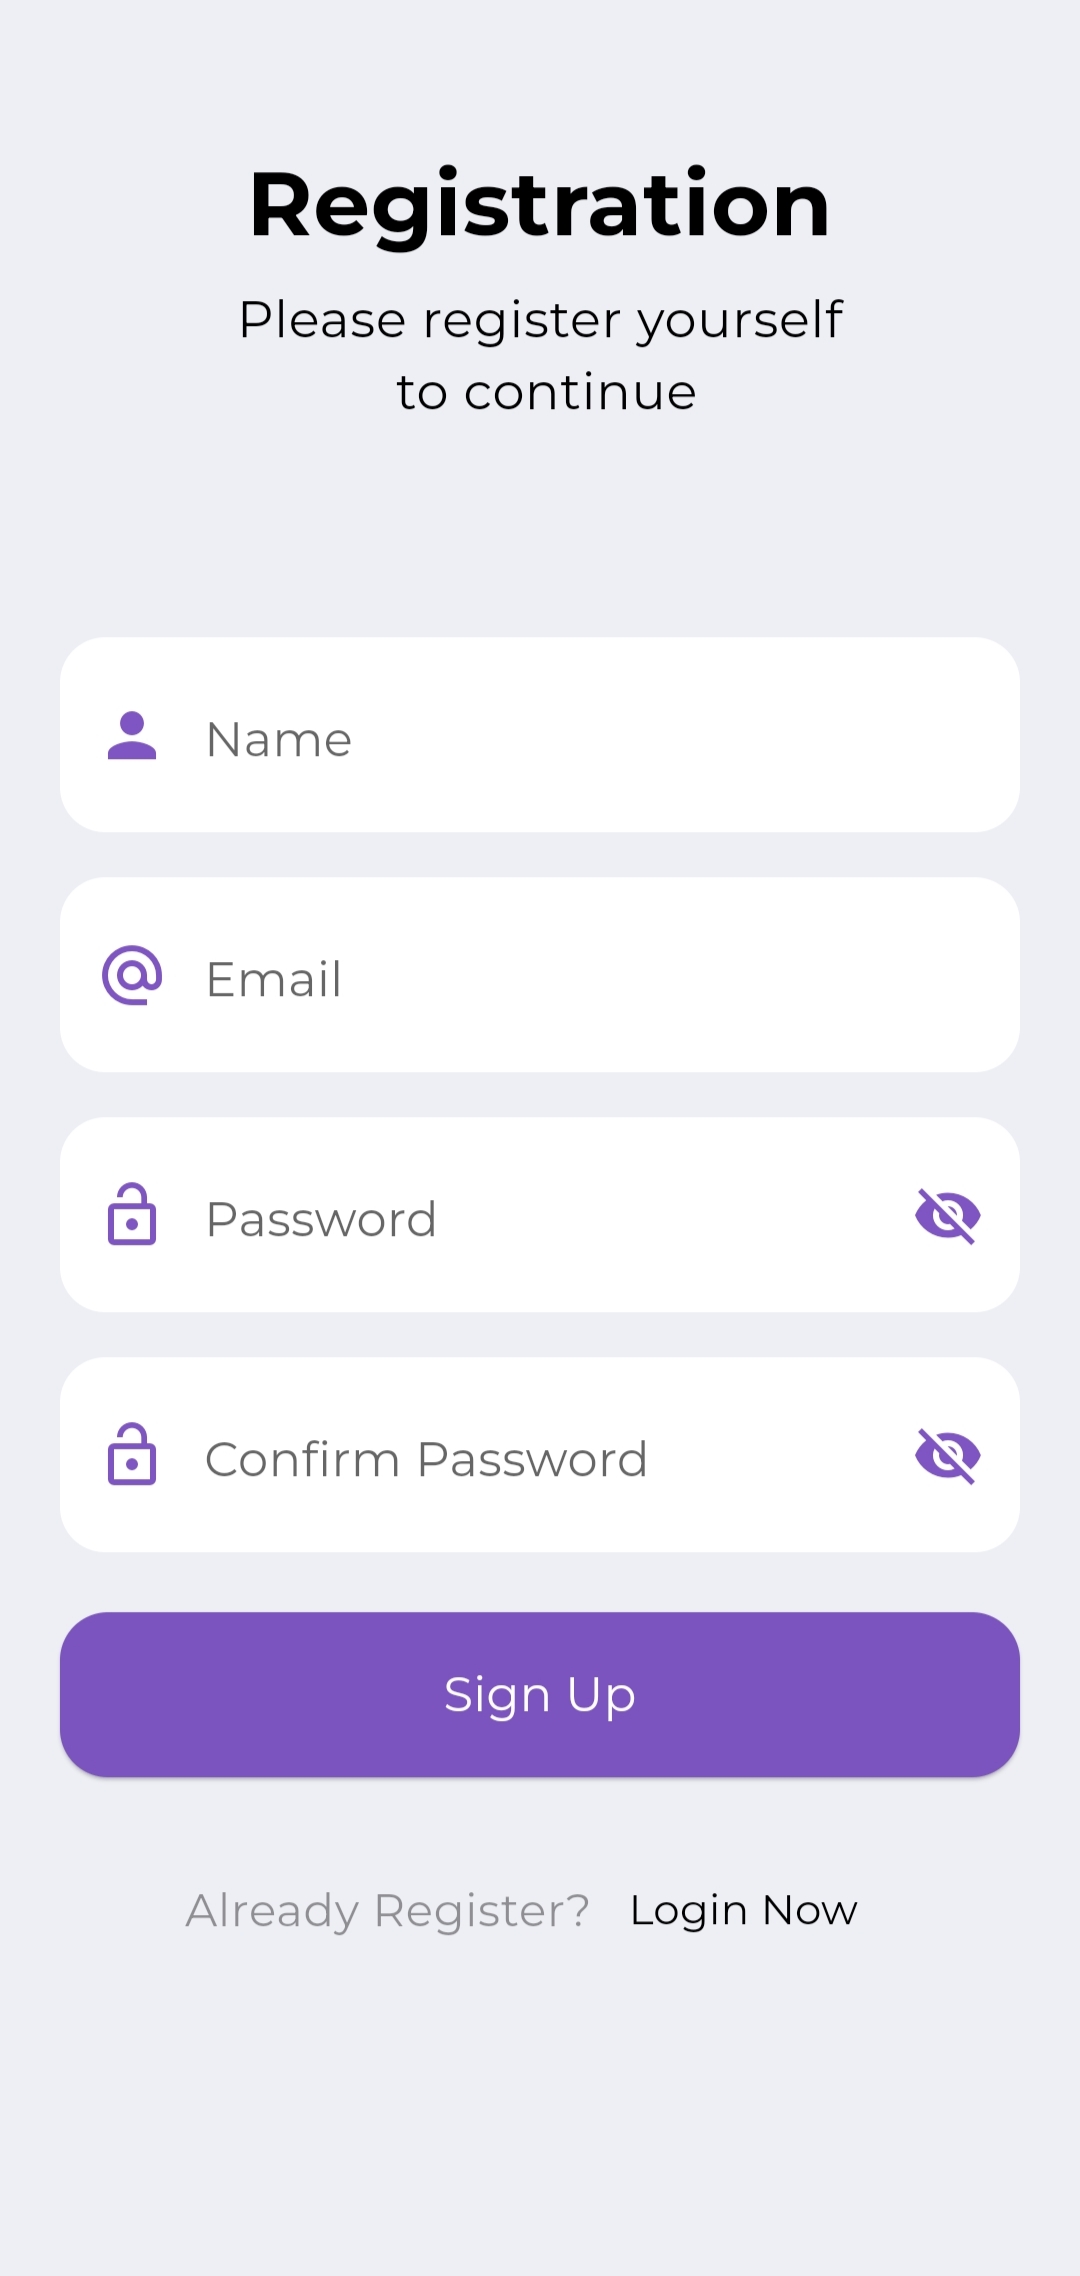 Registration
Please register yourself
to continue
Name
Email
Password
Confirm Password
Sign Up
Already Register? Login Now